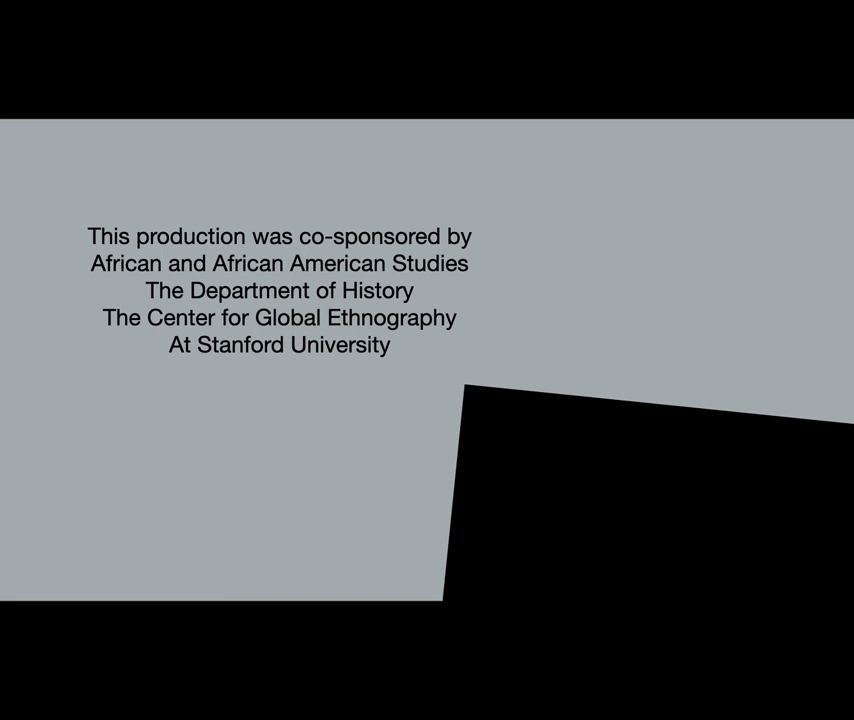 This production was co-sponsored by
African and African American Studies
The Department of History
The Center for Global Ethnography
At Stanford University